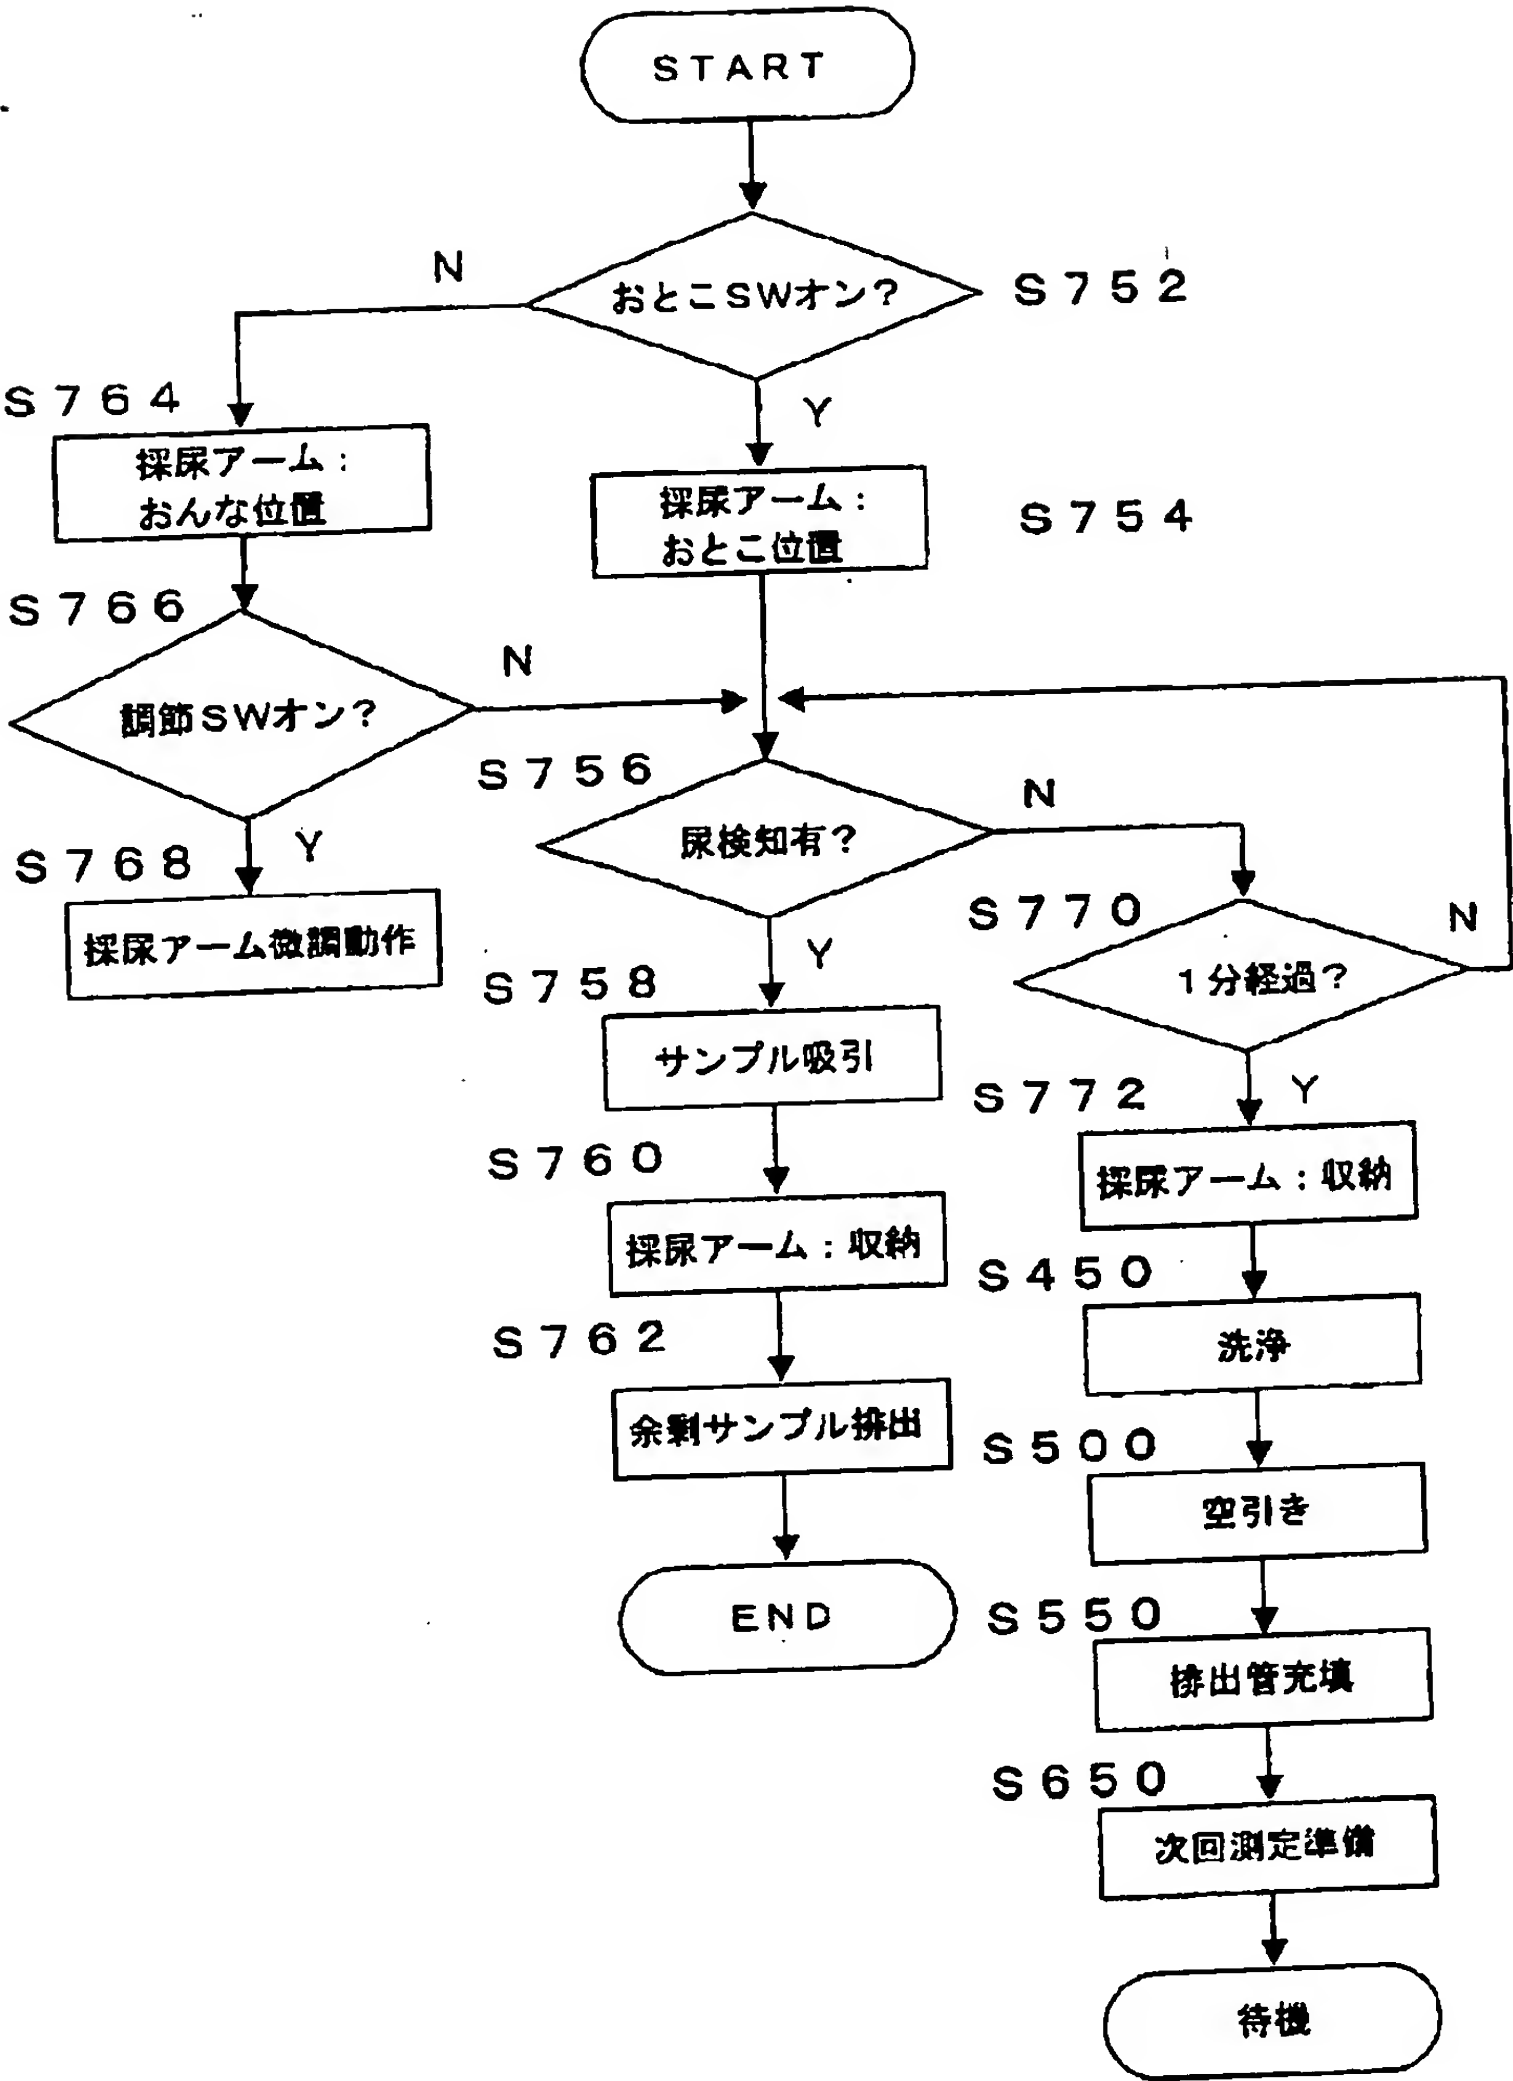 START
おとこSWオン?
N
S752
S764
Y
採尿アーム:
おんな位置
採尿アーム:
おとこ位置
S754
S766
N
調節SWオン?
S756
N
尿検知有?
Y
S768
採尿アーム微調動作
S770
N
Y
S758
1分経過?
サンプル吸引
S772
Y
S760
採尿アーム:収納
採尿アーム:収納
S450
S762
洗浄
余剰サンプル排出
S500
空引き
END
S550
排出管充填
S650
次回測定準備
待機